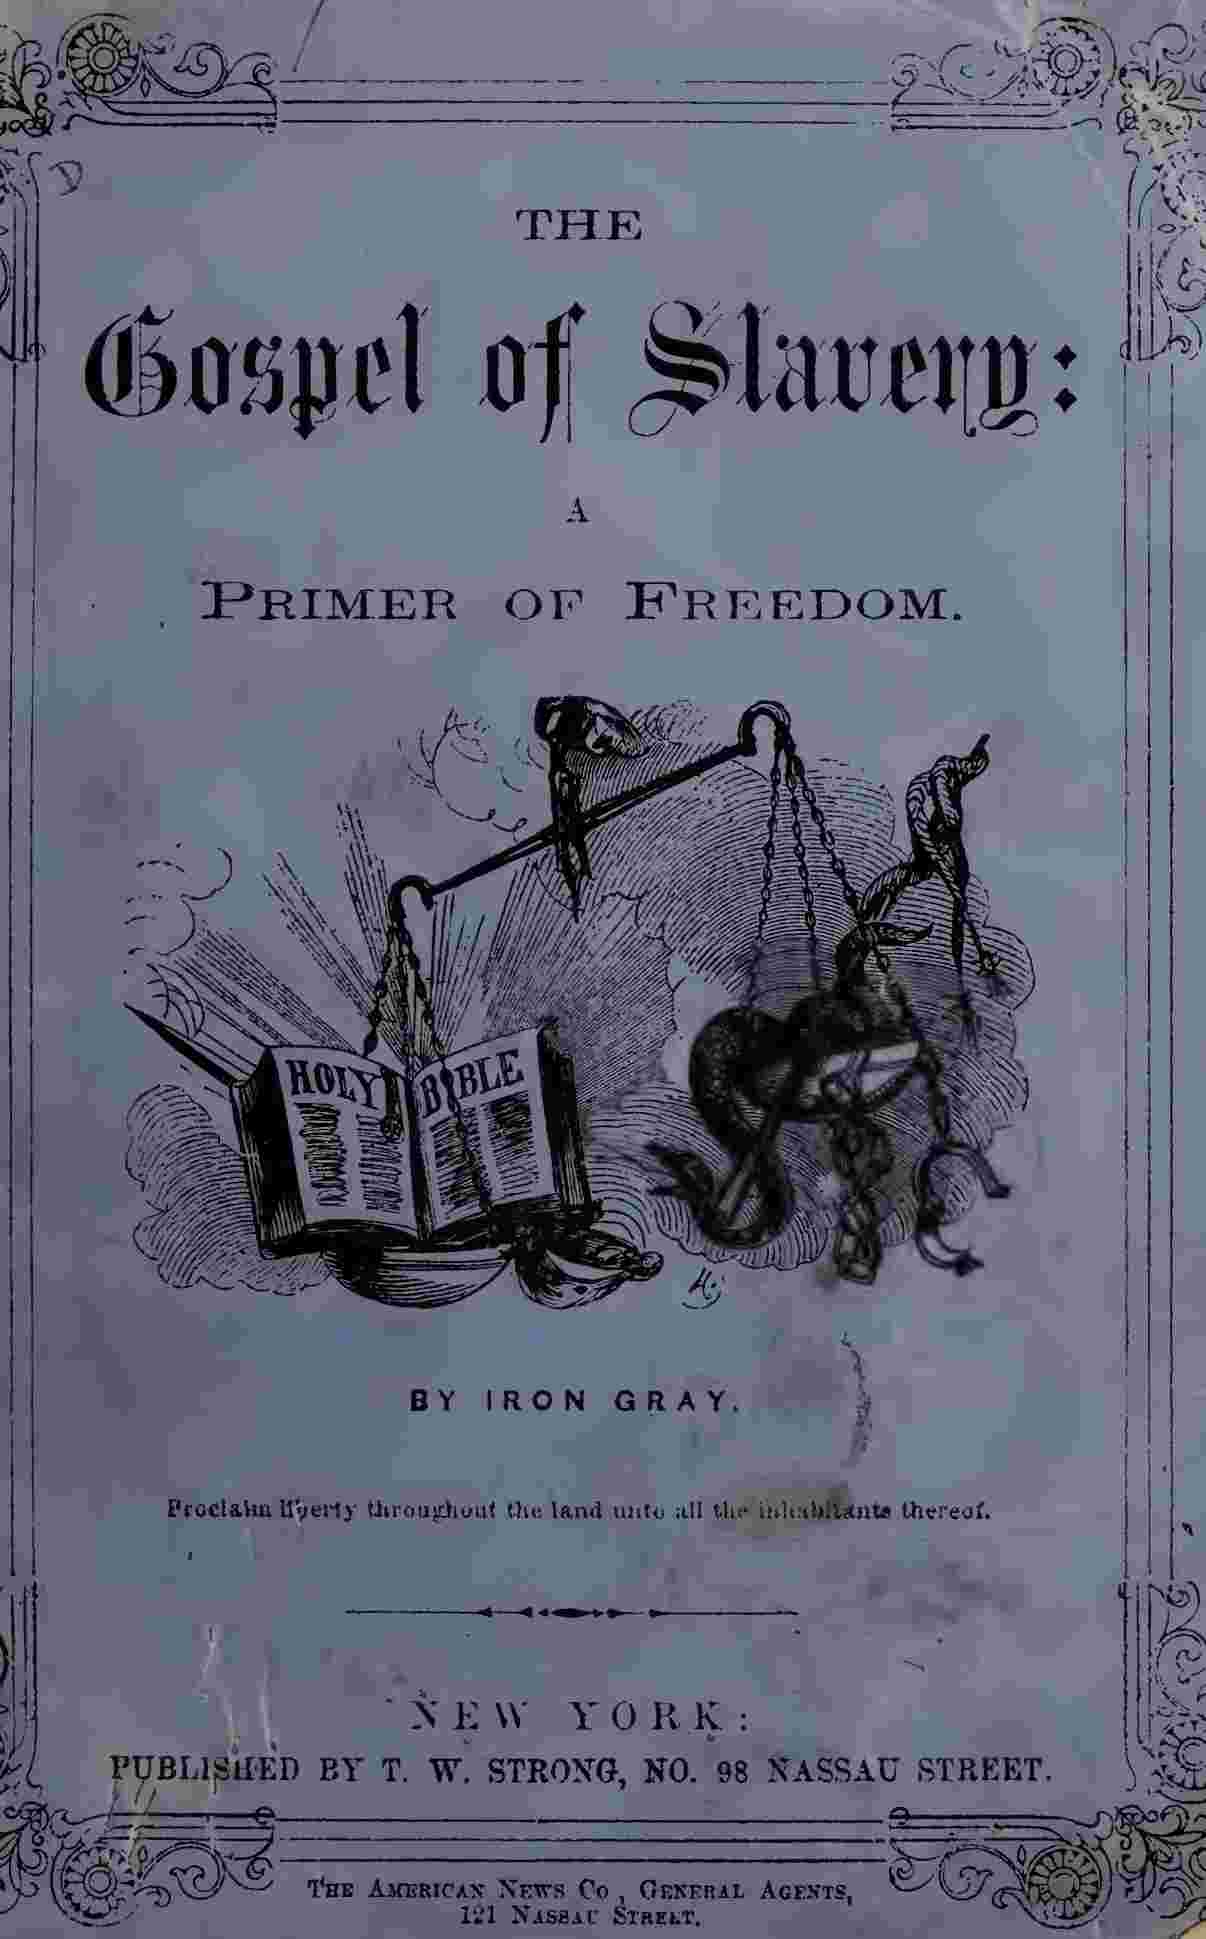 D
THE
Gospel of Slavery:
A
PRIMER OF FREEDOM.
HOLY BIBLE
H.
BY IRON GRAY.
Proclaim liberty throughout the land unto all the inhabitants thereof.
NEW YORK:
PUBLISHED BY T. W. STRONG, NO. 98 NASSAU STREET.
THE AMERICAN NEWS CO., GENERAL AGENTS,
121 NASSAU STREET.